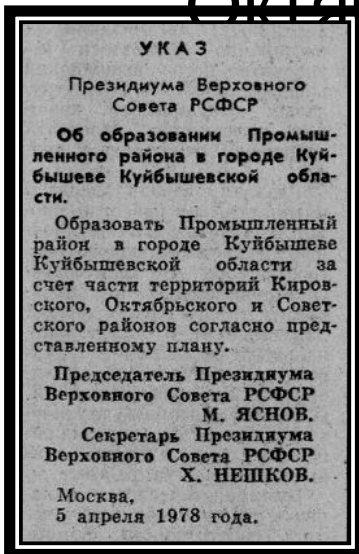 УКАЗ
Президиума Верховного
Совета РСФСР
Об образовании Промыш-
ленного района в городе Куй-
бышеве Куйбышевской обла-
сти.
Образовать Промышленный
район в городе Куйбышеве
Куйбышевской области за
счет части территорий Киров-
ского, Октябрьского и Совет-
ского районов согласно пред-
ставленному плану.
Председатель Президиума
Верховного Совета РСФСР
М. ЯСНОВ.
Секретарь Президиума
Верховного Совета РСФСР
Х. НЕШКОВ.
Москва,
5 апреля 1978 года.